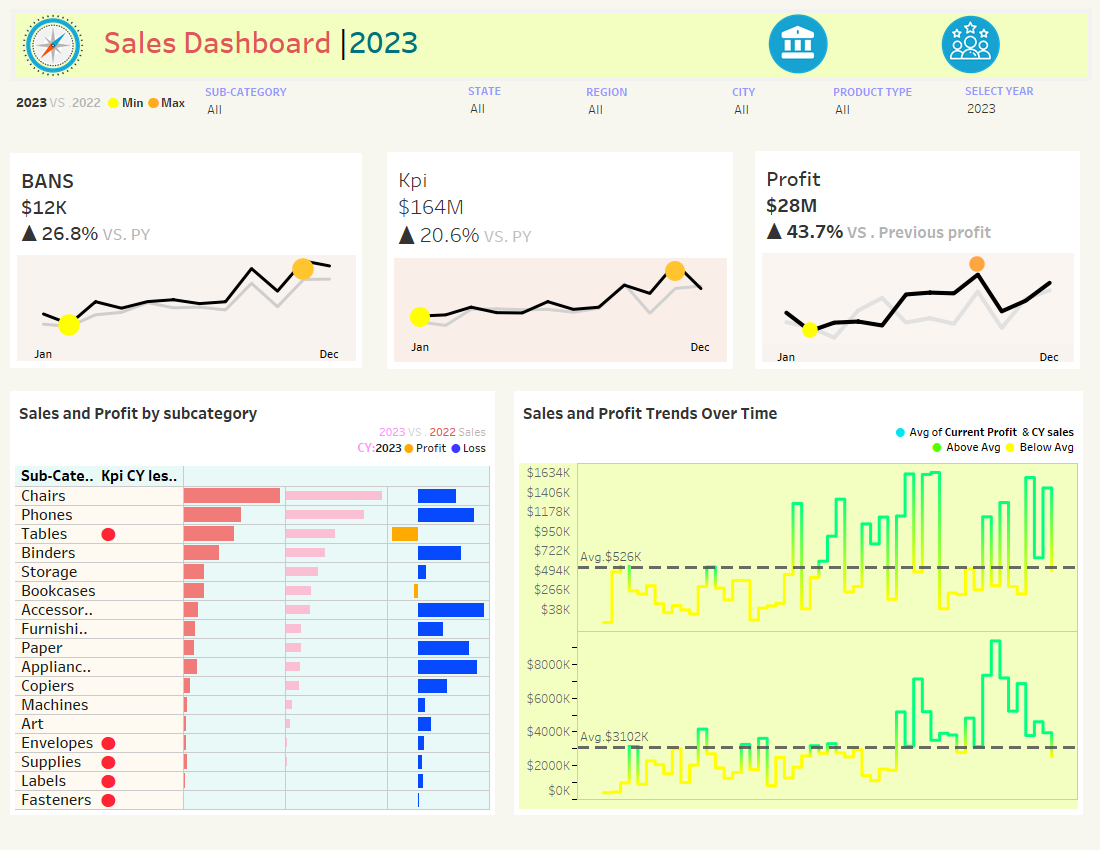 Sales Dashboard |2023
2023 VS .2022 Min Max
SUB-CATEGORY
All
STATE
All
REGION
All
CITY
All
PRODUCT TYPE
All
SELECT YEAR
2023
BANS
$12K
▲ 26.8% VS. PY
Jan Dec
Kpi
$164M
▲ 20.6% VS. PY
Jan Dec
Profit
$28M
▲ 43.7% VS . Previous profit
Jan Dec
Sales and Profit by subcategory
2023 VS . 2022 Sales
CY:2023 Profit Loss
Sub-Cate.. Kpi CY les..
Chairs
Phones
Tables
Binders
Storage
Bookcases
Accessor..
Furnishi..
Paper
Applianc..
Copiers
Machines
Art
Envelopes
Supplies
Labels
Fasteners
Sales and Profit Trends Over Time
Avg of Current Profit & CY sales
Above Avg Below Avg
$1634K
$1406K
$1178K
$950K
$722K
$494K
$266K
$38K
Avg.$526K
$8000K
$6000K
$4000K
$2000K
$0K
Avg.$3102K